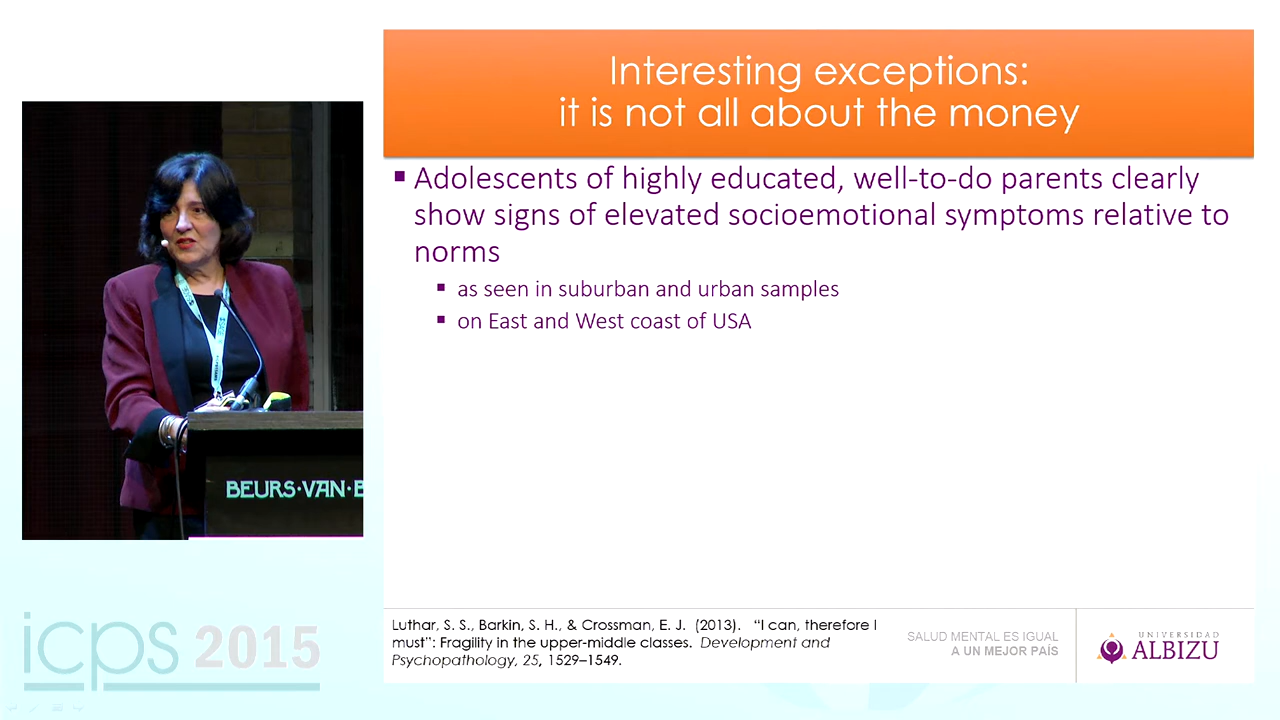 Interesting exceptions:
it is not all about the money
▪ Adolescents of highly educated, well-to-do parents clearly
show signs of elevated socioemotional symptoms relative to
norms
▪ as seen in suburban and urban samples
▪ on East and West coast of USA
BEURS·VAN·B
icps 2015
Luthar, S. S., Barkin, S. H., & Crossman, E. J. (2013). “I can, therefore I
must”: Fragility in the upper-middle classes. Development and
Psychopathology, 25, 1529–1549.
SALUD MENTAL ES IGUAL
A UN MEJOR PAÍS
UNIVERSIDAD
ALBIZU